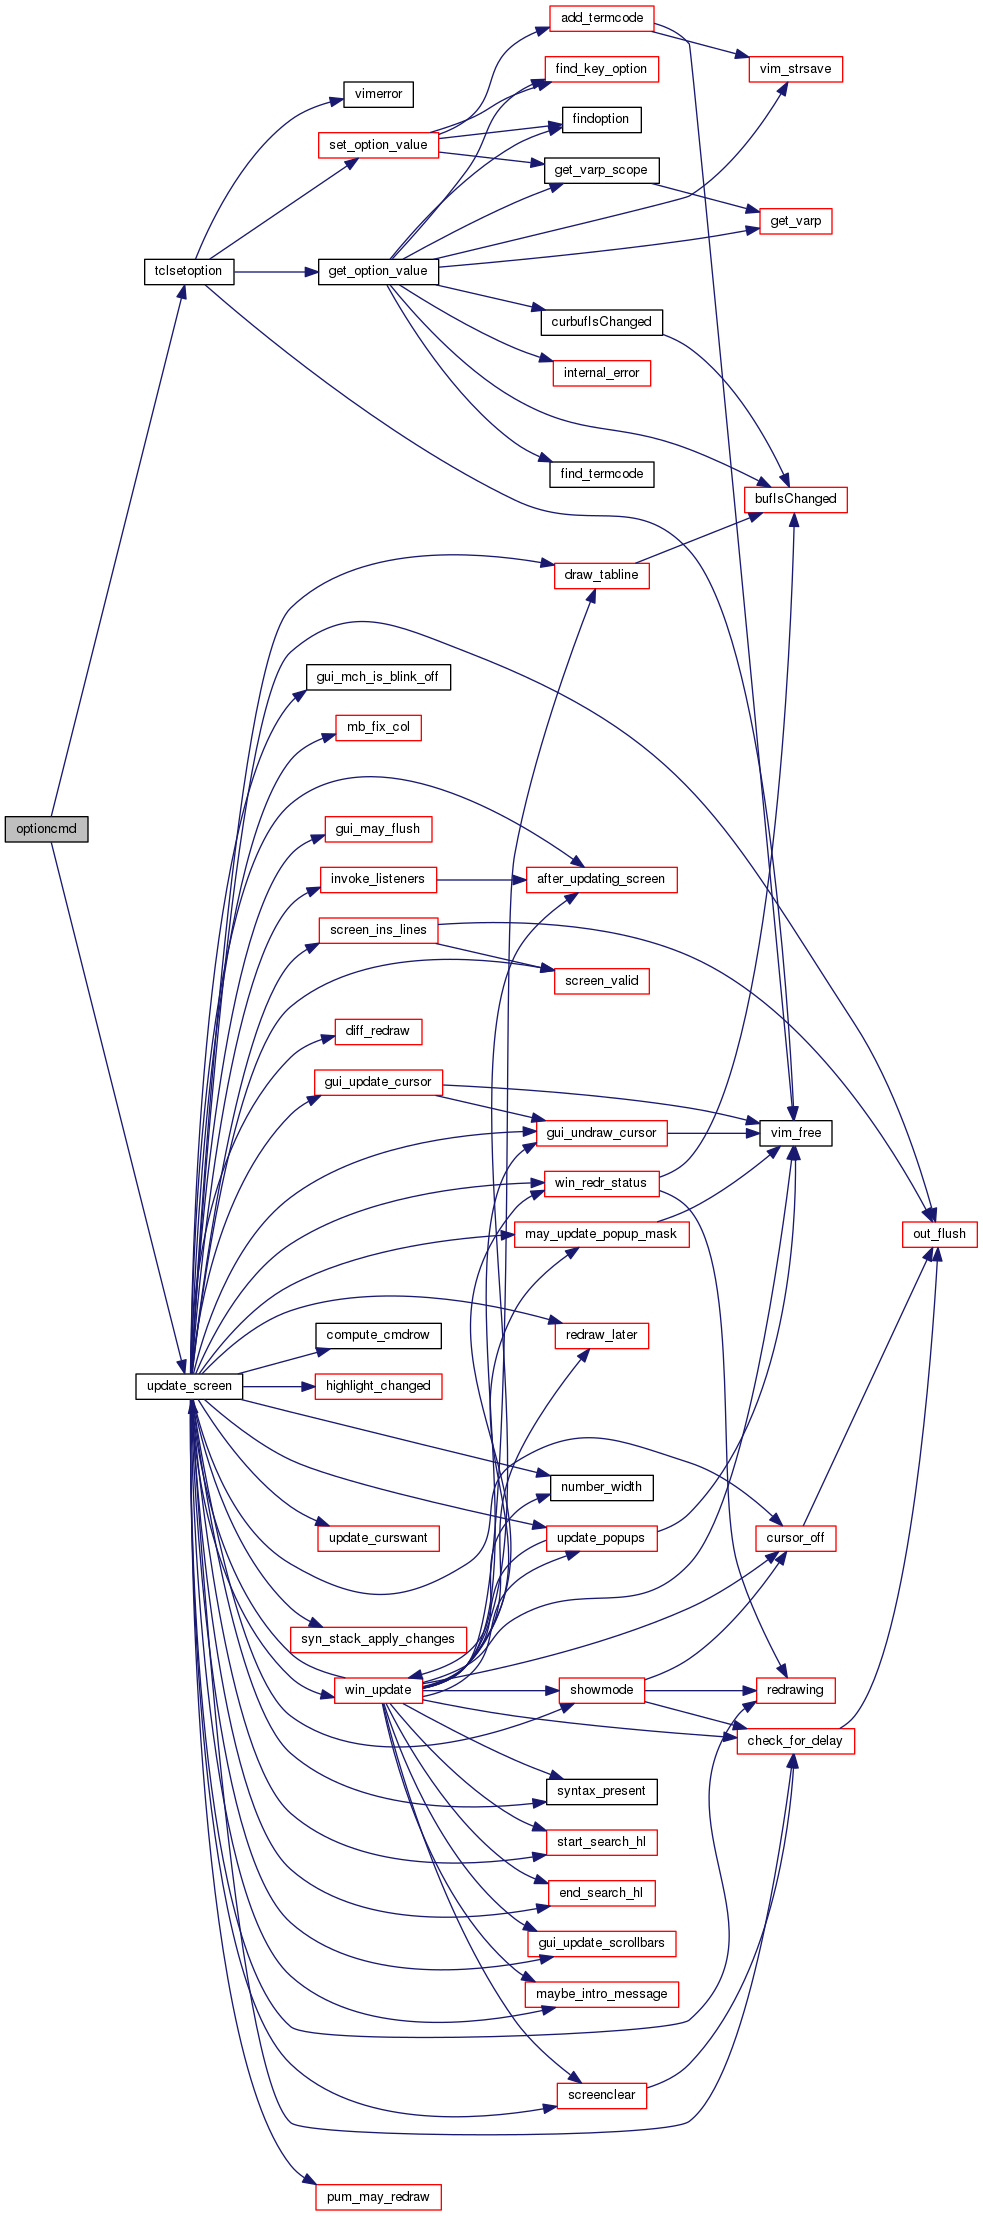 add_termcode
find_key_option
vim_strsave
vimerror
findoption
set_option_value
get_varp_scope
get_varp
tclsetoption
get_option_value
curbufIsChanged
internal_error
find_termcode
bufIsChanged
draw_tabline
gui_mch_is_blink_off
mb_fix_col
optioncmd
gui_may_flush
invoke_listeners
after_updating_screen
screen_ins_lines
screen_valid
diff_redraw
gui_update_cursor
gui_undraw_cursor
vim_free
win_redr_status
may_update_popup_mask
out_flush
compute_cmdrow
redraw_later
update_screen
highlight_changed
number_width
update_curswant
update_popups
cursor_off
syn_stack_apply_changes
win_update
showmode
redrawing
check_for_delay
syntax_present
start_search_hl
end_search_hl
gui_update_scrollbars
maybe_intro_message
screenclear
pum_may_redraw